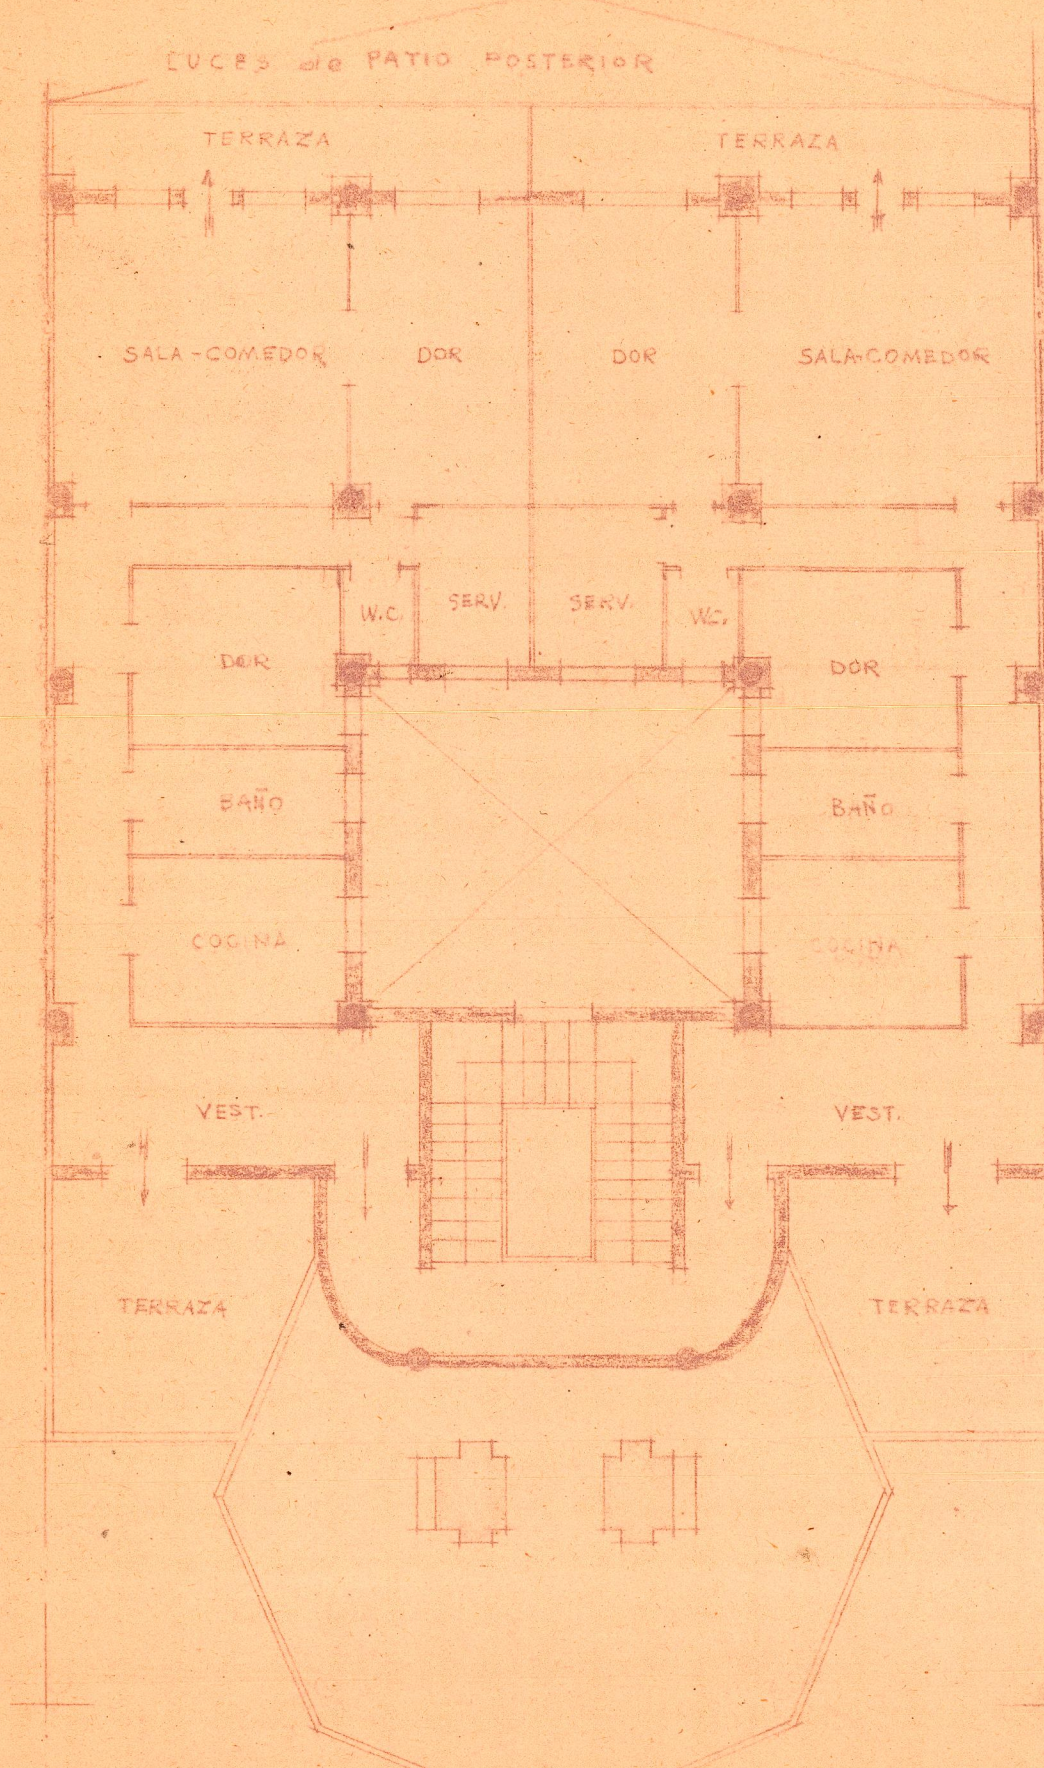 LUCES de PATIO POSTERIOR
TERRAZA
TERRAZA
SALA-COMEDOR
DOR
DOR
SALA-COMEDOR
W.C.
SERV.
SERV.
W.C.
DOR
DOR
BAÑO
BAÑO
COCINA
COCINA
VEST.
VEST.
TERRAZA
TERRAZA